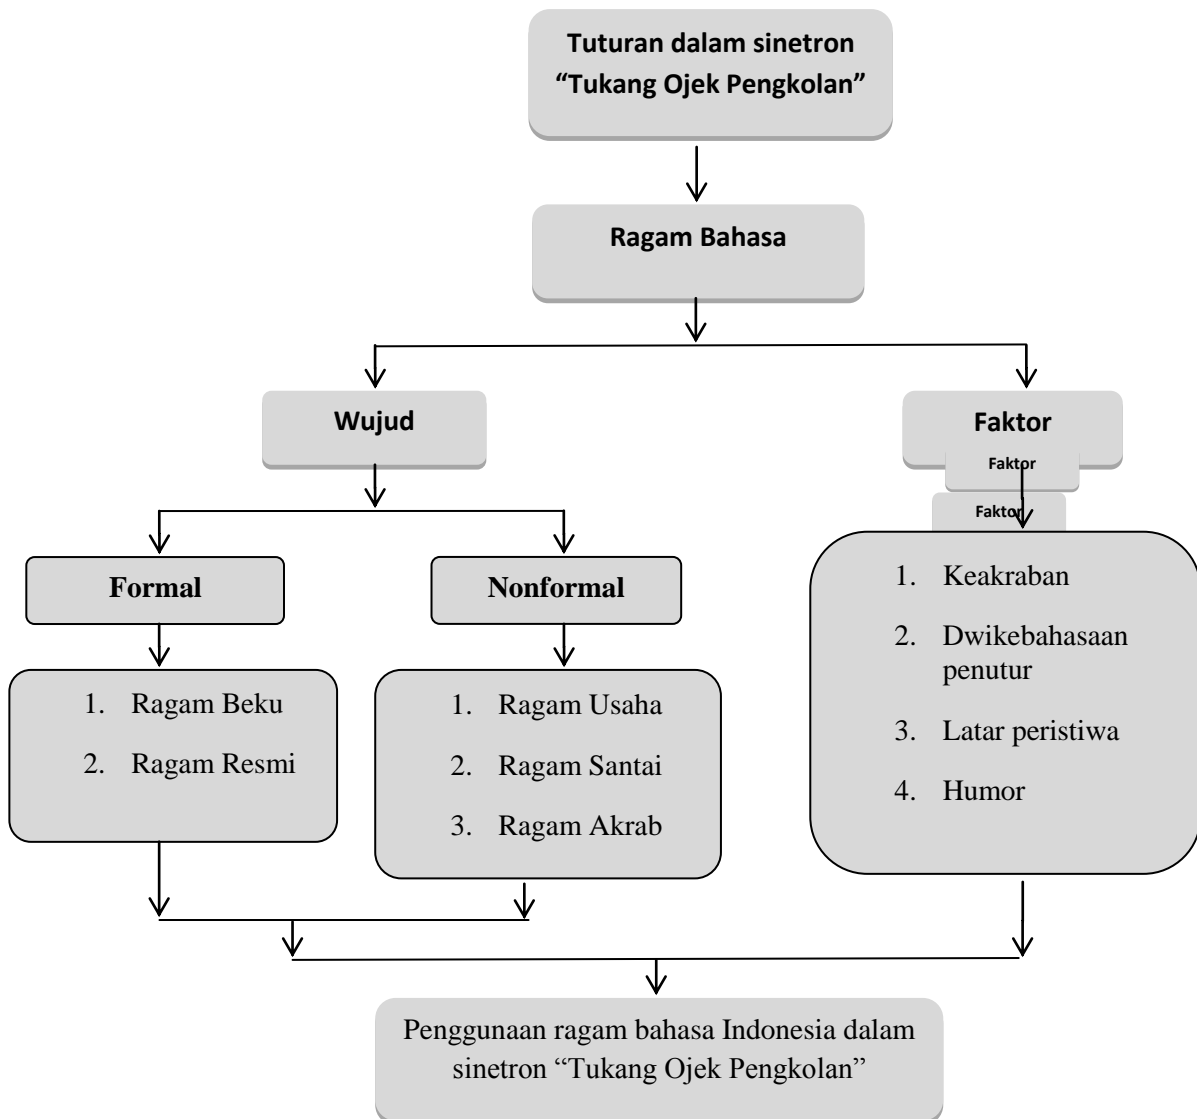 Tuturan dalam sinetron
“Tukang Ojek Pengkolan”
Ragam Bahasa
Wujud
Faktor
Faktor
Faktor
Formal
Nonformal
1. Ragam Beku
2. Ragam Resmi
1. Ragam Usaha
2. Ragam Santai
3. Ragam Akrab
1. Keakraban
2. Dwikebahasaan
penutur
3. Latar peristiwa
4. Humor
Penggunaan ragam bahasa Indonesia dalam
sinetron “Tukang Ojek Pengkolan”